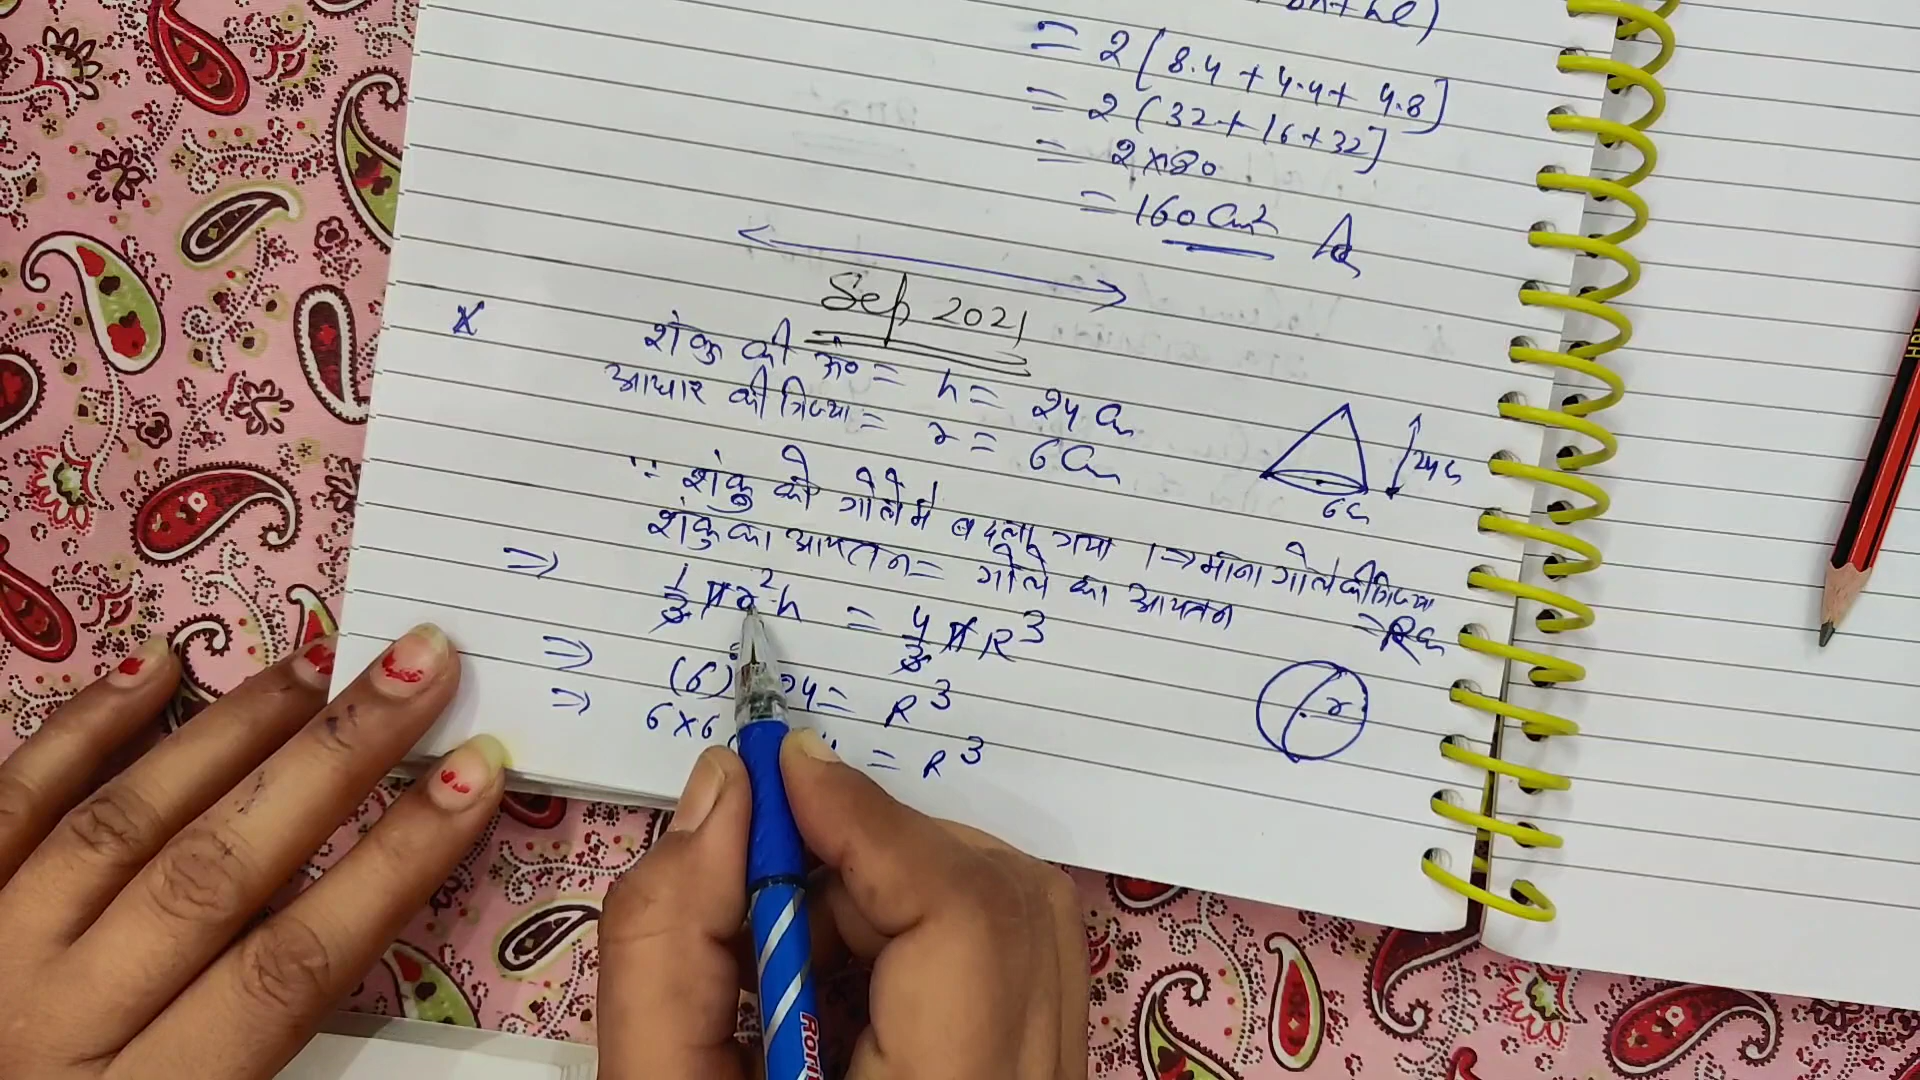 = 2 [ 8.4 + 4.4 + 4.8 ]
= 2 ( 32 + 16 + 32 ]
= 2 × 80
= 160 cm²
Sep 2021
शंकु की ऊँ० = h = 24 cm
आधार की त्रिज्या = r = 6 cm
24 cm
6 cm
∵ शंकु को गोले में बदला गया । ⇒ माना गोले की त्रिज्या
= R cm
शंकु का आयतन = गोले का आयतन
⇒ 1/3 πr²h = 4/3 πR³
⇒ (6) 24 = R³
⇒ 6×6 = R³
r